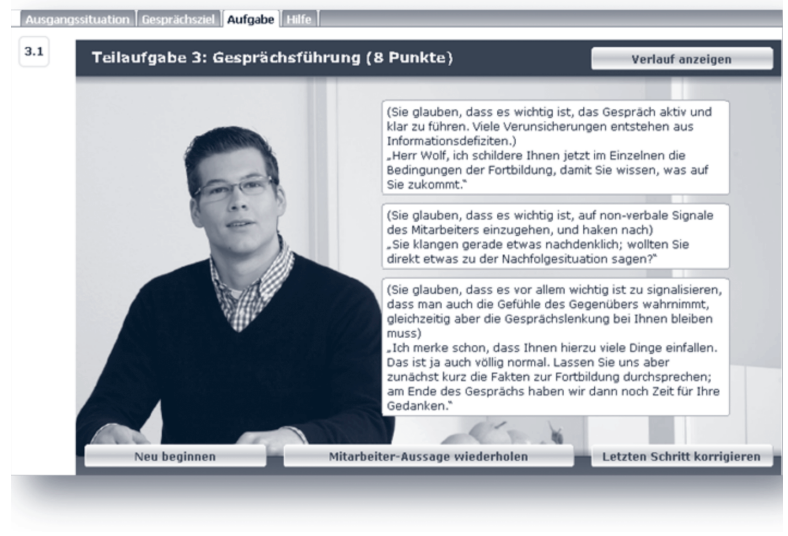 Ausgangssituation Gesprächsziel Aufgabe Hilfe
3.1
Teilaufgabe 3: Gesprächsführung (8 Punkte)
Verlauf anzeigen
(Sie glauben, dass es wichtig ist, das Gespräch aktiv und
klar zu führen. Viele Verunsicherungen entstehen aus
Informationsdefiziten.)
„Herr Wolf, ich schildere Ihnen jetzt im Einzelnen die
Bedingungen der Fortbildung, damit Sie wissen, was auf
Sie zukommt.“
(Sie glauben, dass es wichtig ist, auf non-verbale Signale
des Mitarbeiters einzugehen, und haken nach)
„Sie klangen gerade etwas nachdenklich; wollten Sie
direkt etwas zu der Nachfolgesituation sagen?“
(Sie glauben, dass es vor allem wichtig ist zu signalisieren,
dass man auch die Gefühle des Gegenübers wahrnimmt,
gleichzeitig aber die Gesprächslenkung bei Ihnen bleiben
muss)
„Ich merke schon, dass Ihnen hierzu viele Dinge einfallen.
Das ist ja auch völlig normal. Lassen Sie uns aber
zunächst kurz die Fakten zur Fortbildung durchsprechen;
am Ende des Gesprächs haben wir dann noch Zeit für Ihre
Gedanken.“
Neu beginnen
Mitarbeiter-Aussage wiederholen
Letzten Schritt korrigieren